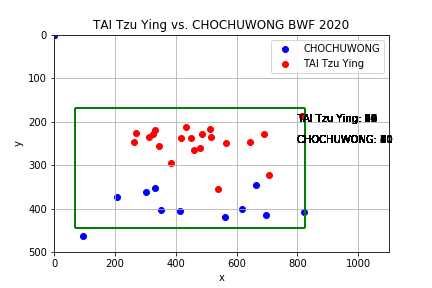 TAI Tzu Ying vs. CHOCHUWONG BWF 2020
CHOCHUWONG
TAI Tzu Ying
0
100
200
300
400
500
y
TAI Tzu Ying:
CHOCHUWONG:
0 200 400 600 800 1000
x